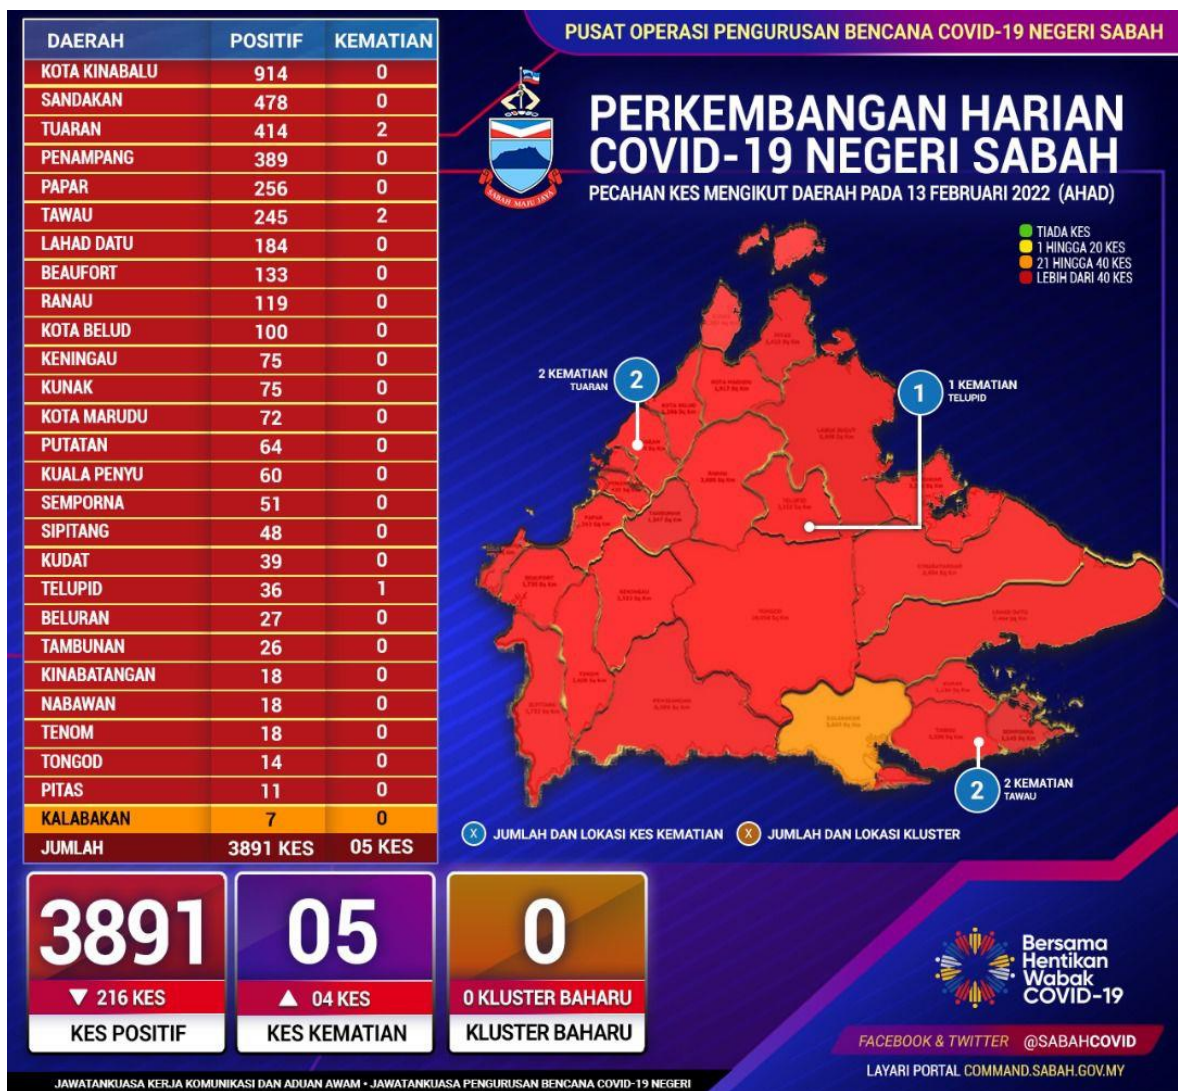 DAERAH POSITIF KEMATIAN
KOTA KINABALU 914 0
SANDAKAN 478 0
TUARAN 414 2
PENAMPANG 389 0
PAPAR 256 0
TAWAU 245 2
LAHAD DATU 184 0
BEAUFORT 133 0
RANAU 119 0
KOTA BELUD 100 0
KENINGAU 75 0
KUNAK 75 0
KOTA MARUDU 72 0
PUTATAN 64 0
KUALA PENYU 60 0
SEMPORNA 51 0
SIPITANG 48 0
KUDAT 39 0
TELUPID 36 1
BELURAN 27 0
TAMBUNAN 26 0
KINABATANGAN 18 0
NABAWAN 18 0
TENOM 18 0
TONGOD 14 0
PITAS 11 0
KALABAKAN 7 0
JUMLAH 3891 KES 05 KES
PUSAT OPERASI PENGURUSAN BENCANA COVID-19 NEGERI SABAH
SABAH MAJU JAYA
PERKEMBANGAN HARIAN
COVID-19 NEGERI SABAH
PECAHAN KES MENGIKUT DAERAH PADA 13 FEBRUARI 2022 (AHAD)
TIADA KES
1 HINGGA 20 KES
21 HINGGA 40 KES
LEBIH DARI 40 KES
2 KEMATIAN
TUARAN
2
1
1 KEMATIAN
TELUPID
2
2 KEMATIAN
TAWAU
X JUMLAH DAN LOKASI KES KEMATIAN X JUMLAH DAN LOKASI KLUSTER
3891
▼ 216 KES
KES POSITIF
05
▲ 04 KES
KES KEMATIAN
0
0 KLUSTER BAHARU
KLUSTER BAHARU
Bersama
Hentikan
Wabak
COVID-19
FACEBOOK & TWITTER @SABAHCOVID
LAYARI PORTAL COMMAND.SABAH.GOV.MY
JAWATANKUASA KERJA KOMUNIKASI DAN ADUAN AWAM • JAWATANKUASA PENGURUSAN BENCANA COVID-19 NEGERI